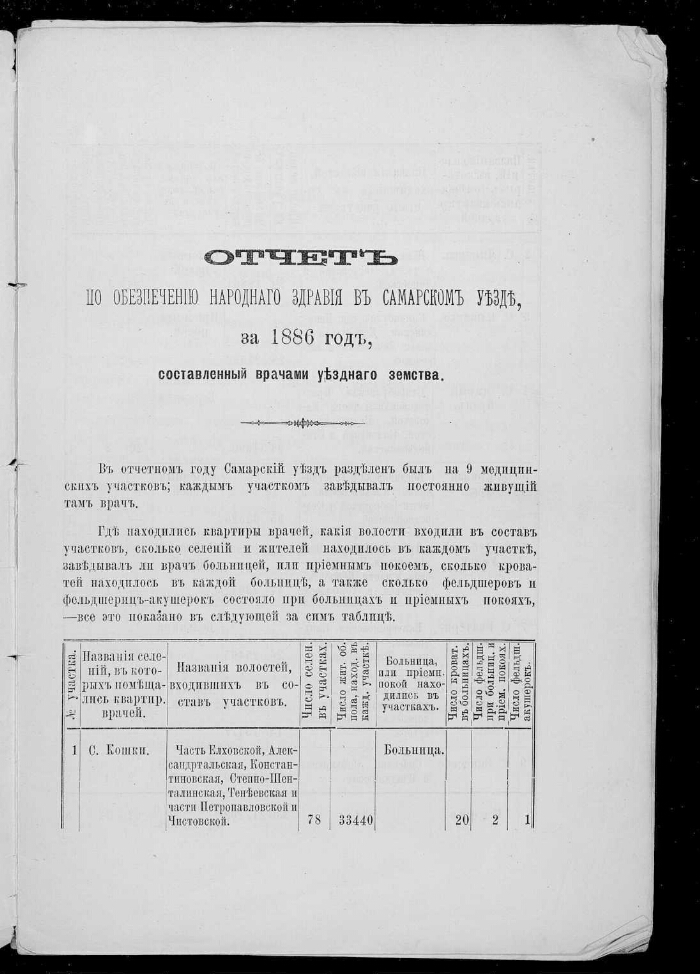 ОТЧЕТЪ
ПО ОБЕЗПЕЧЕНІЮ НАРОДНАГО ЗДРАВІЯ ВЪ САМАРСКОМЪ УѢЗДѢ,
за 1886 годъ,
составленный врачами уѣзднаго земства.
Въ отчетномъ году Самарскій уѣздъ раздѣленъ былъ на 9 медицин-
скихъ участковъ; каждымъ участкомъ завѣдывалъ постоянно живущій
тамъ врачъ.
Гдѣ находились квартиры врачей, какія волости входили въ составъ
участковъ, сколько селеній и жителей находилось въ каждомъ участкѣ,
завѣдывалъ ли врачъ больницей, или пріемнымъ покоемъ, сколько крова-
тей находилось въ каждой больницѣ, а также сколько фельдшеровъ и
фельдшерицъ-акушерокъ состояло при больницахъ и пріемныхъ покояхъ,
—все это показано въ слѣдующей за симъ таблицѣ.
№ участка.
Названія селе-
ній, въ кото-
рыхъ помѣща-
лись квартир.
врачей.
Названія волостей,
входившихъ въ со-
ставъ участковъ.
Число селен.
въ участкахъ.
Число жит. об.
пола, наход. въ
кажд. участкѣ.
Больница,
или пріемн.
покой нахо-
дились въ
участкахъ.
Число кроват.
въ больницахъ.
Число фельдш.
при больниц. и
пріем. покояхъ.
Число фельдш.
акушерокъ.
1
С. Кошки.
Часть Елховской, Алек-
сандртальская, Констан-
тиновская, Степно-Шен-
талинская, Тенѣевская и
части Петропавловской и
Чистовской.
78
33440
Больница.
20
2
1